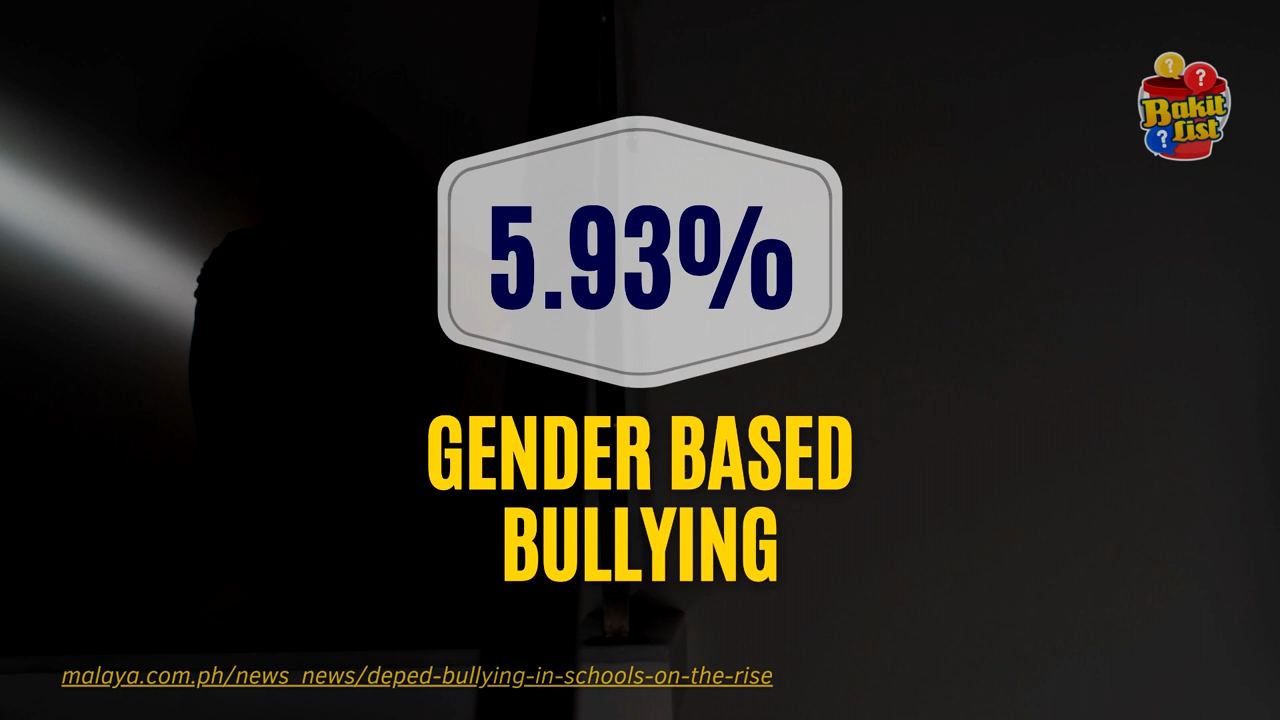 ? ?
Bakit
? List
5.93%
GENDER BASED
BULLYING
malaya.com.ph/news_news/deped-bullying-in-schools-on-the-rise